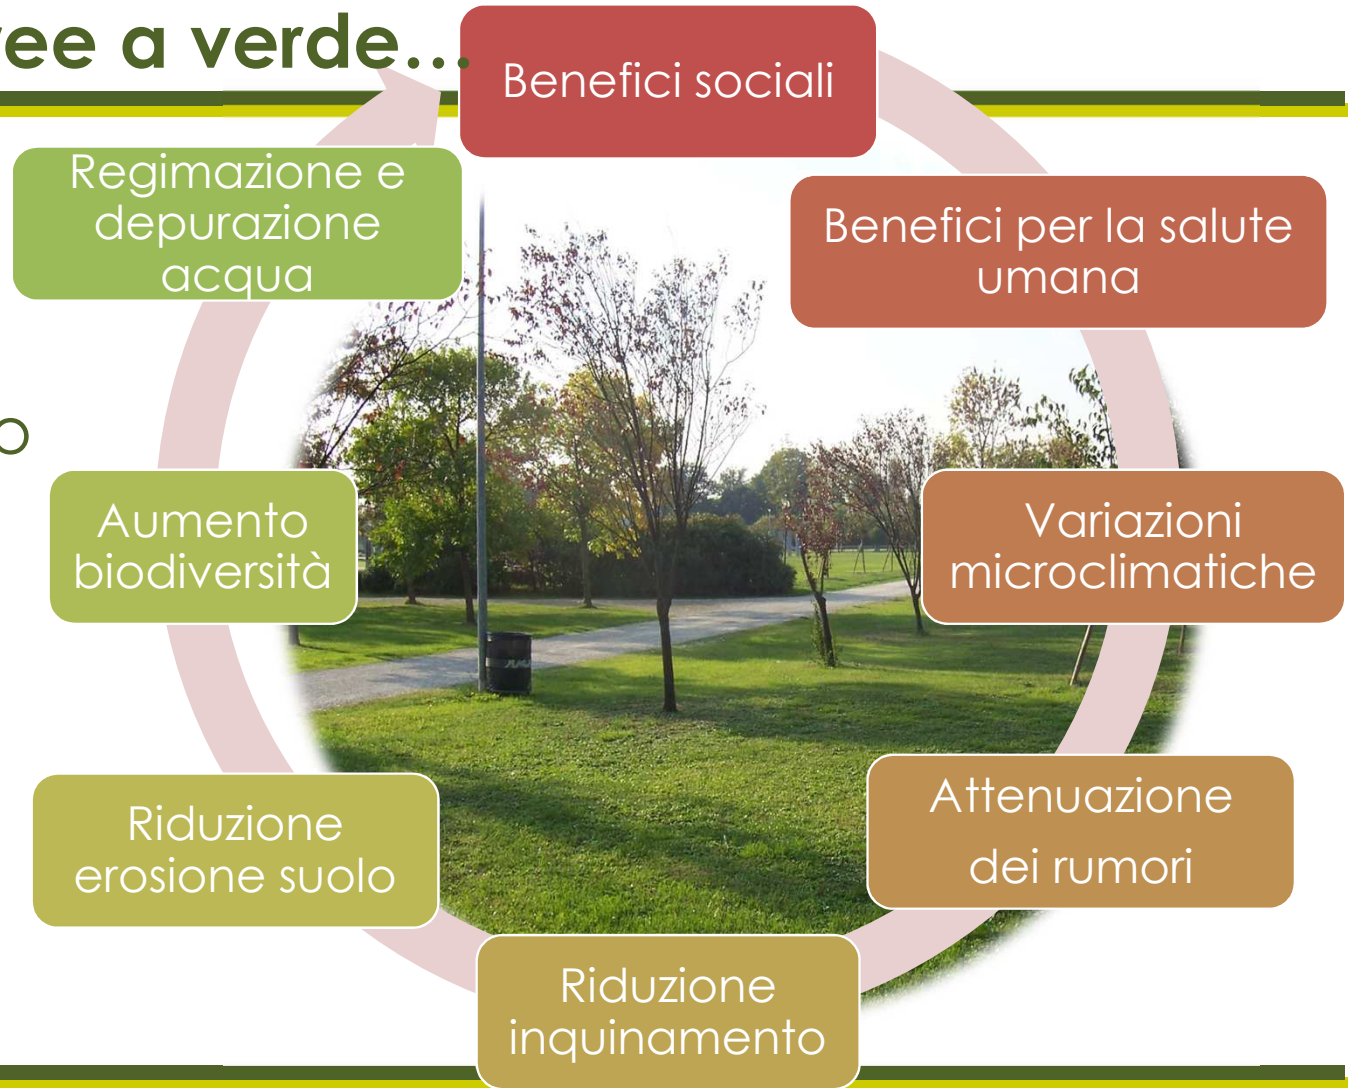 ree a verde...
Benefici sociali
Benefici per la salute
umana
Variazioni
microclimatiche
Attenuazione
dei rumori
Riduzione
inquinamento
Riduzione
erosione suolo
Aumento
biodiversità
Regimazione e
depurazione
acqua
o